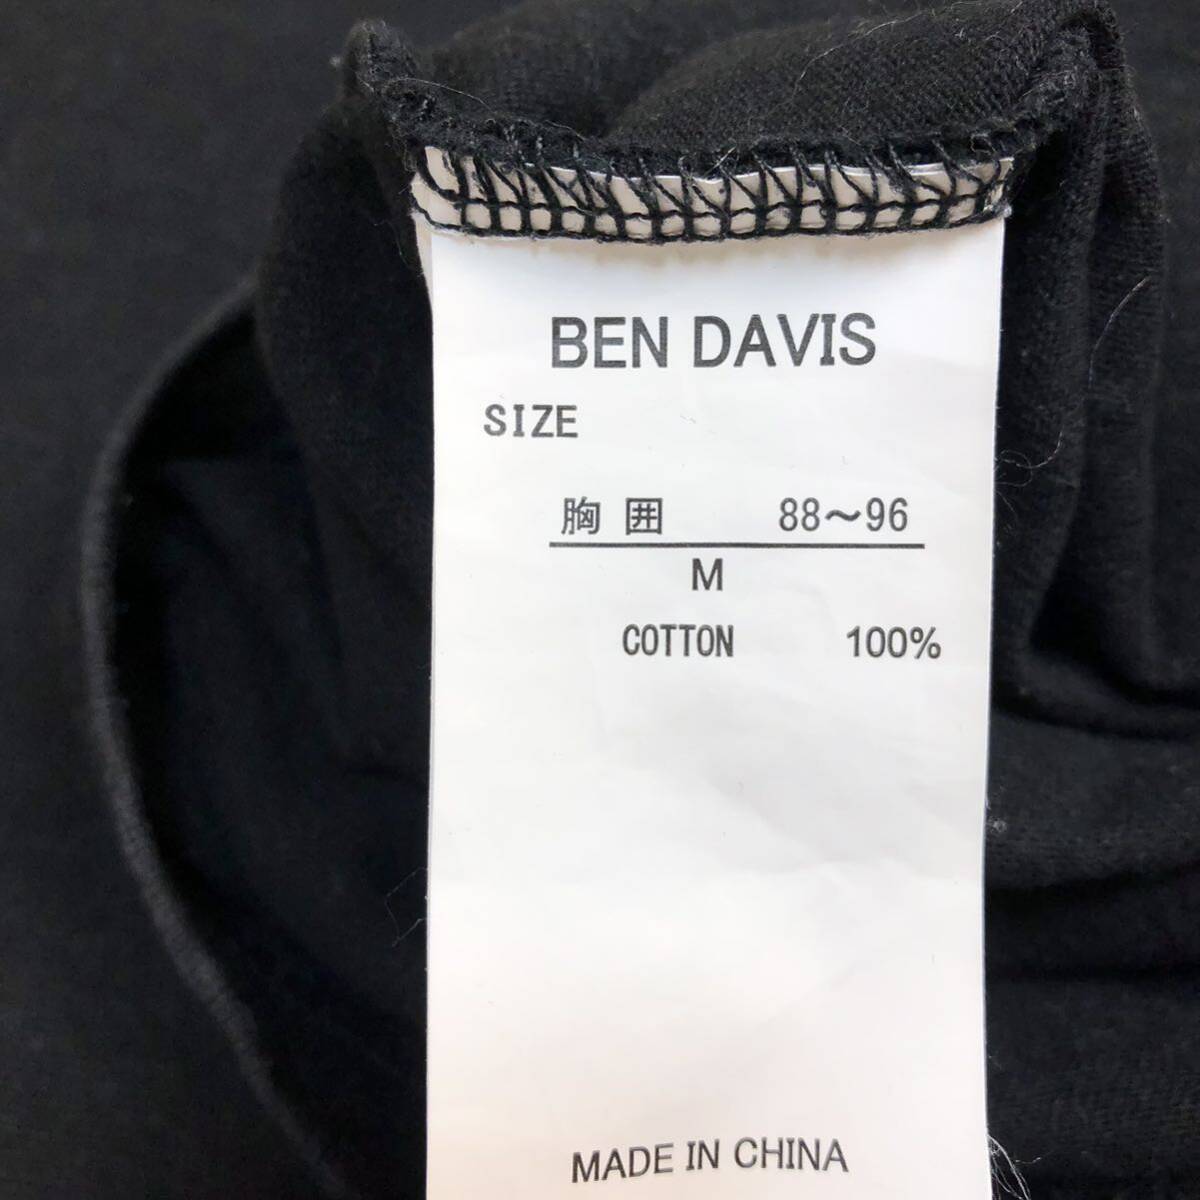 BEN DAVIS
SIZE
胸囲 88〜96
M
COTTON 100%
MADE IN CHINA